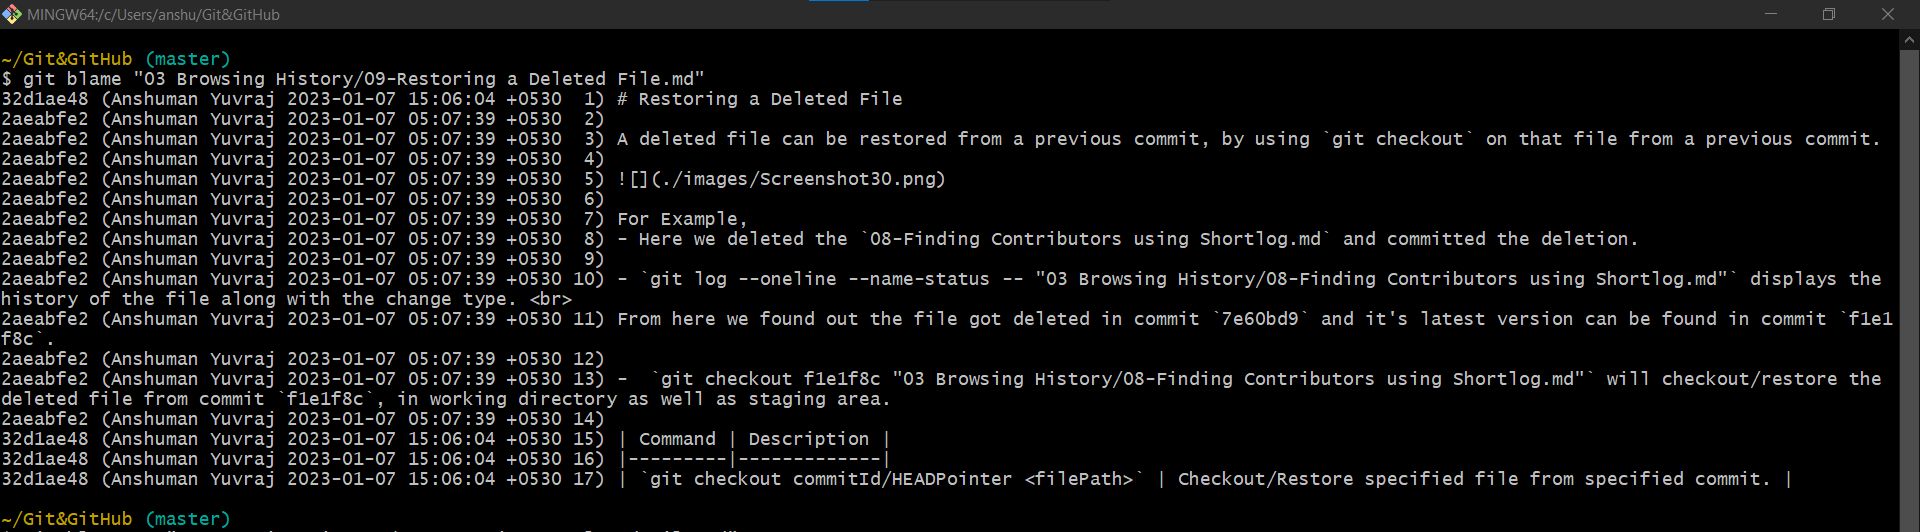 MINGW64:/c/Users/anshu/Git&GitHub
~/Git&GitHub (master)
$ git blame "03 Browsing History/09-Restoring a Deleted File.md"
32d1ae48 (Anshuman Yuvraj 2023-01-07 15:06:04 +0530  1) # Restoring a Deleted File
2aeabfe2 (Anshuman Yuvraj 2023-01-07 05:07:39 +0530  2)
2aeabfe2 (Anshuman Yuvraj 2023-01-07 05:07:39 +0530  3) A deleted file can be restored from a previous commit, by using `git checkout` on that file from a previous commit.
2aeabfe2 (Anshuman Yuvraj 2023-01-07 05:07:39 +0530  4)
2aeabfe2 (Anshuman Yuvraj 2023-01-07 05:07:39 +0530  5) ![](./images/Screenshot30.png)
2aeabfe2 (Anshuman Yuvraj 2023-01-07 05:07:39 +0530  6)
2aeabfe2 (Anshuman Yuvraj 2023-01-07 05:07:39 +0530  7) For Example,
2aeabfe2 (Anshuman Yuvraj 2023-01-07 05:07:39 +0530  8) - Here we deleted the `08-Finding Contributors using Shortlog.md` and committed the deletion.
2aeabfe2 (Anshuman Yuvraj 2023-01-07 05:07:39 +0530  9)
2aeabfe2 (Anshuman Yuvraj 2023-01-07 05:07:39 +0530 10) - `git log --oneline --name-status -- "03 Browsing History/08-Finding Contributors using Shortlog.md"` displays the
history of the file along with the change type. <br>
2aeabfe2 (Anshuman Yuvraj 2023-01-07 05:07:39 +0530 11) From here we found out the file got deleted in commit `7e60bd9` and it's latest version can be found in commit `f1e1
f8c`.
2aeabfe2 (Anshuman Yuvraj 2023-01-07 05:07:39 +0530 12)
2aeabfe2 (Anshuman Yuvraj 2023-01-07 05:07:39 +0530 13) -  `git checkout f1e1f8c "03 Browsing History/08-Finding Contributors using Shortlog.md"` will checkout/restore the
deleted file from commit `f1e1f8c`, in working directory as well as staging area.
2aeabfe2 (Anshuman Yuvraj 2023-01-07 05:07:39 +0530 14)
32d1ae48 (Anshuman Yuvraj 2023-01-07 15:06:04 +0530 15) | Command | Description |
32d1ae48 (Anshuman Yuvraj 2023-01-07 15:06:04 +0530 16) |---------|-------------|
32d1ae48 (Anshuman Yuvraj 2023-01-07 15:06:04 +0530 17) | `git checkout commitId/HEADPointer <filePath>` | Checkout/Restore specified file from specified commit. |
~/Git&GitHub (master)